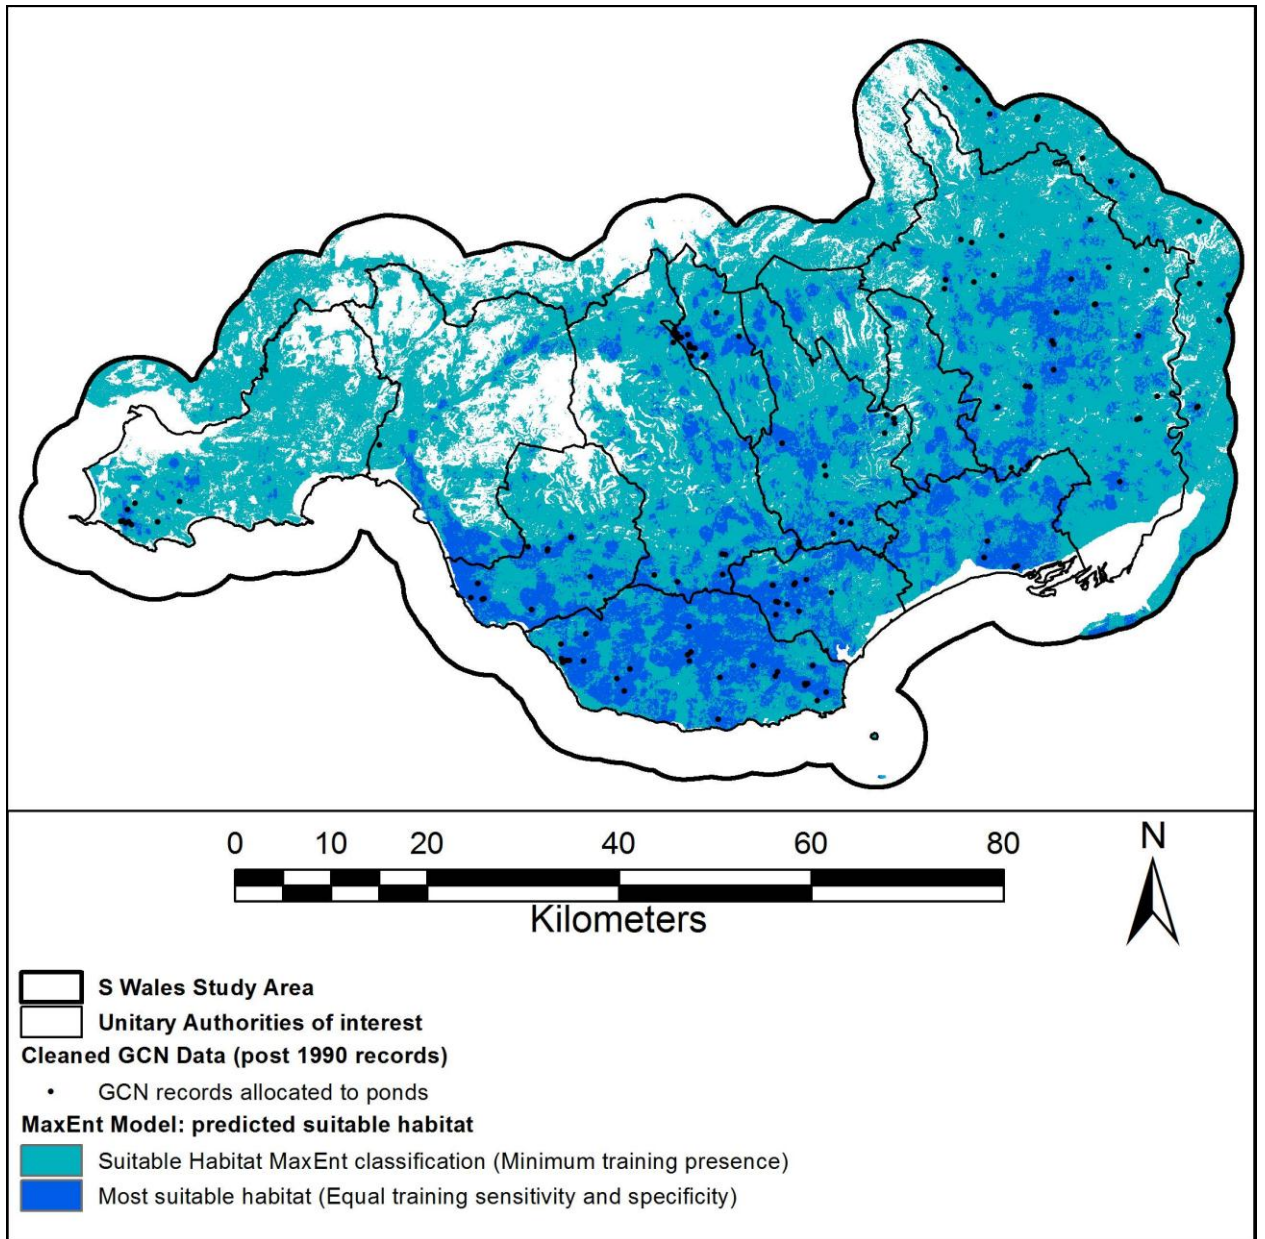 0 10 20 40 60 80
Kilometers
N
S Wales Study Area
Unitary Authorities of interest
Cleaned GCN Data (post 1990 records)
GCN records allocated to ponds
MaxEnt Model: predicted suitable habitat
Suitable Habitat MaxEnt classification (Minimum training presence)
Most suitable habitat (Equal training sensitivity and specificity)